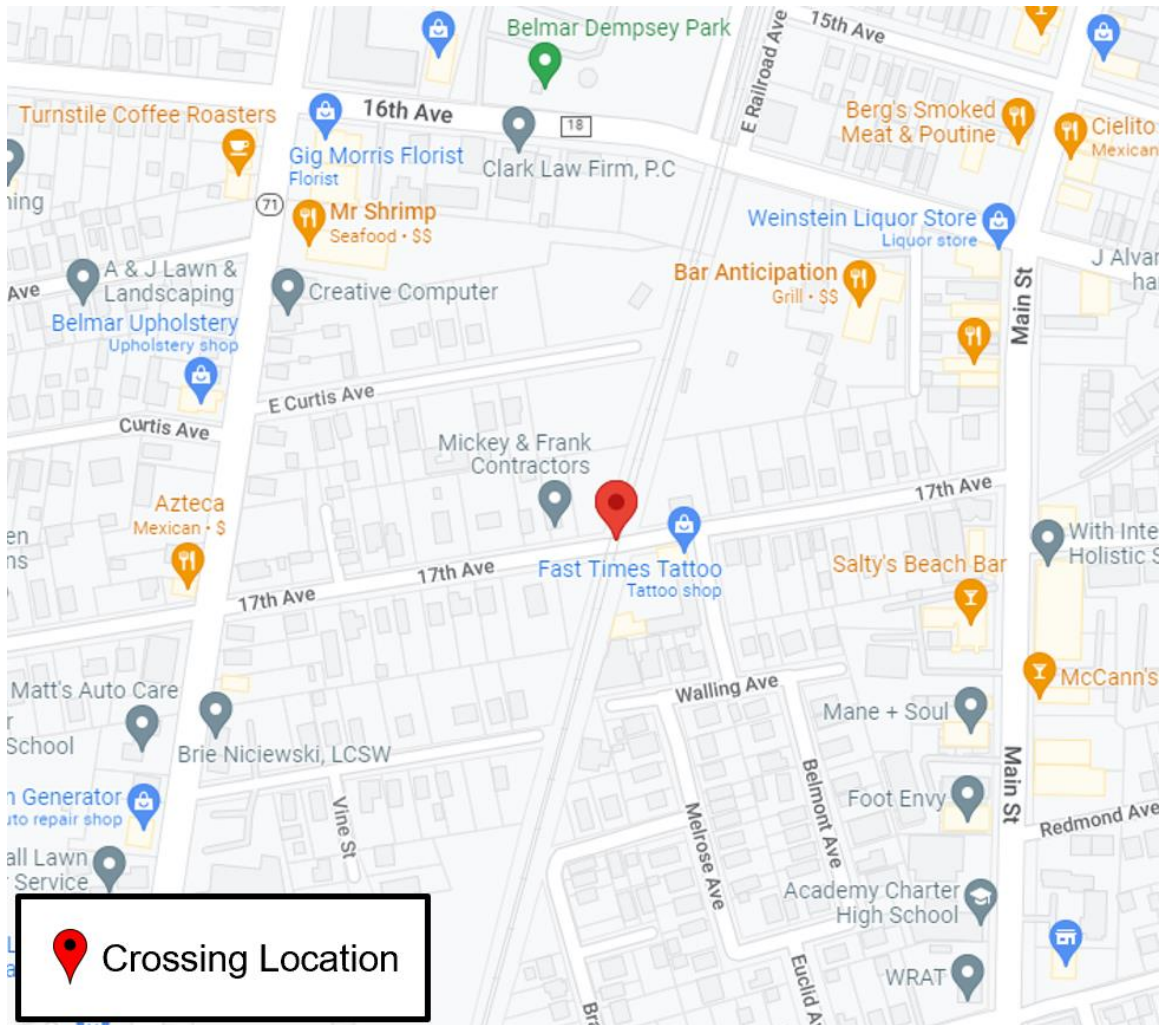 Belmar Dempsey Park
15th Ave
E Railroad Ave
16th Ave
18
Turnstile Coffee Roasters
Berg's Smoked
Meat & Poutine
Cielito
Mexican
Gig Morris Florist
Florist
Clark Law Firm, P.C
71
Mr Shrimp
Seafood • $$
Weinstein Liquor Store
Liquor store
J Alvar
ha
A & J Lawn &
Landscaping
Ave
Creative Computer
Bar Anticipation
Grill • $$
Main St
Belmar Upholstery
Upholstery shop
E Curtis Ave
Curtis Ave
Mickey & Frank
Contractors
17th Ave
Azteca
Mexican • $
With Inte
Holistic S
17th Ave
17th Ave
Fast Times Tattoo
Tattoo shop
Salty's Beach Bar
Matt's Auto Care
School
Walling Ave
McCann's
Mane + Soul
Brie Niciewski, LCSW
Vine St
Belmont Ave
Main St
Generator
uto repair shop
Foot Envy
Redmond Ave
Melrose Ave
all Lawn
Service
Academy Charter
High School
WRAT
Euclid A
Bra
Crossing Location